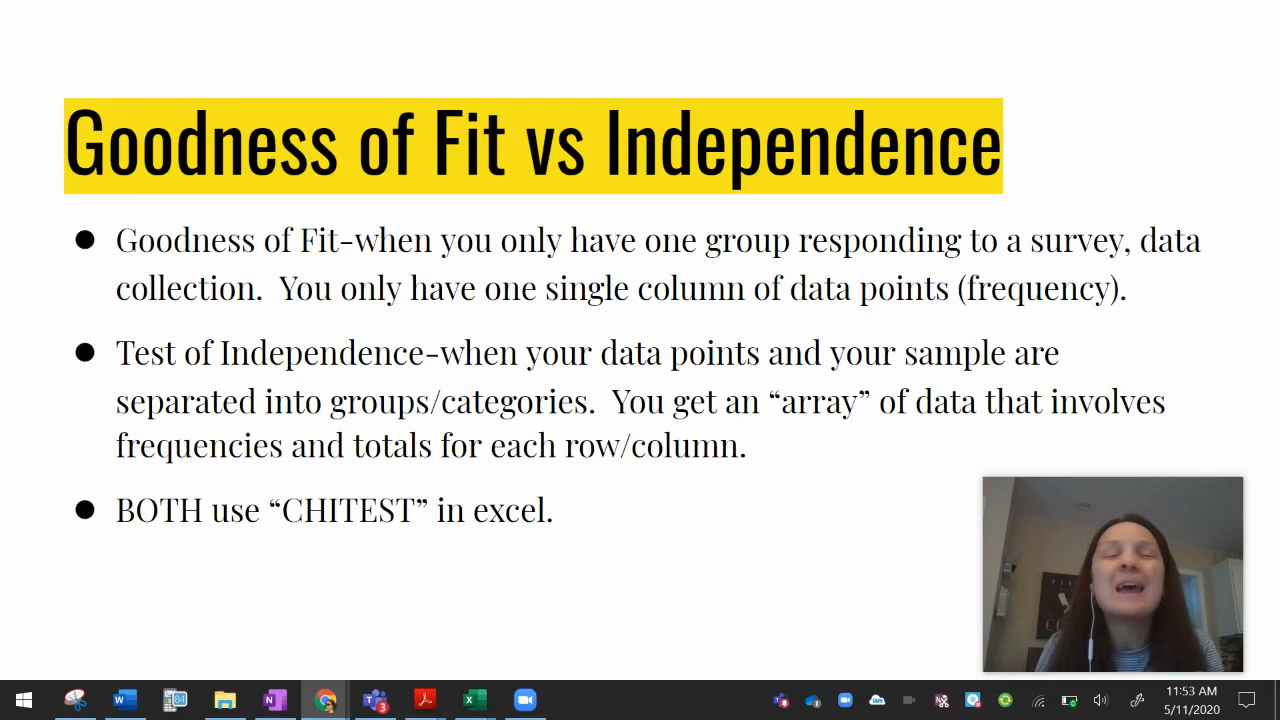 Goodness of Fit vs Independence
● Goodness of Fit-when you only have one group responding to a survey, data
collection.  You only have one single column of data points (frequency).
● Test of Independence-when your data points and your sample are
separated into groups/categories.  You get an “array” of data that involves
frequencies and totals for each row/column.
● BOTH use “CHITEST” in excel.
11:53 AM
5/11/2020